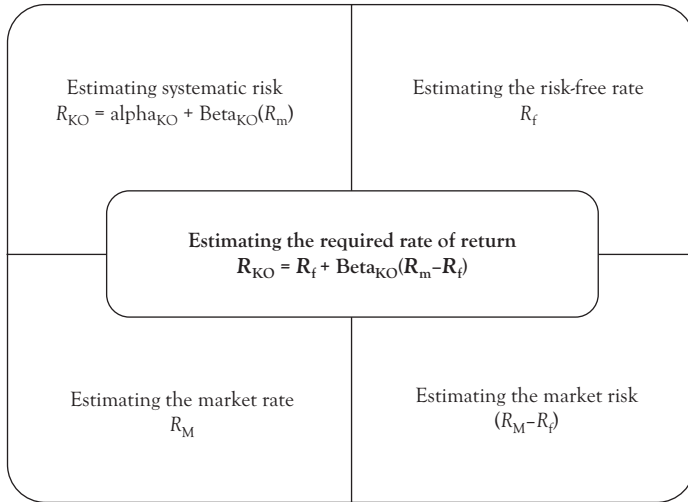 Estimating systematic risk
R_KO = alpha_KO + Beta_KO(R_m)
Estimating the risk-free rate
R_f
Estimating the required rate of return
R_KO = R_f + Beta_KO(R_m–R_f)
Estimating the market rate
R_M
Estimating the market risk
(R_M–R_f)